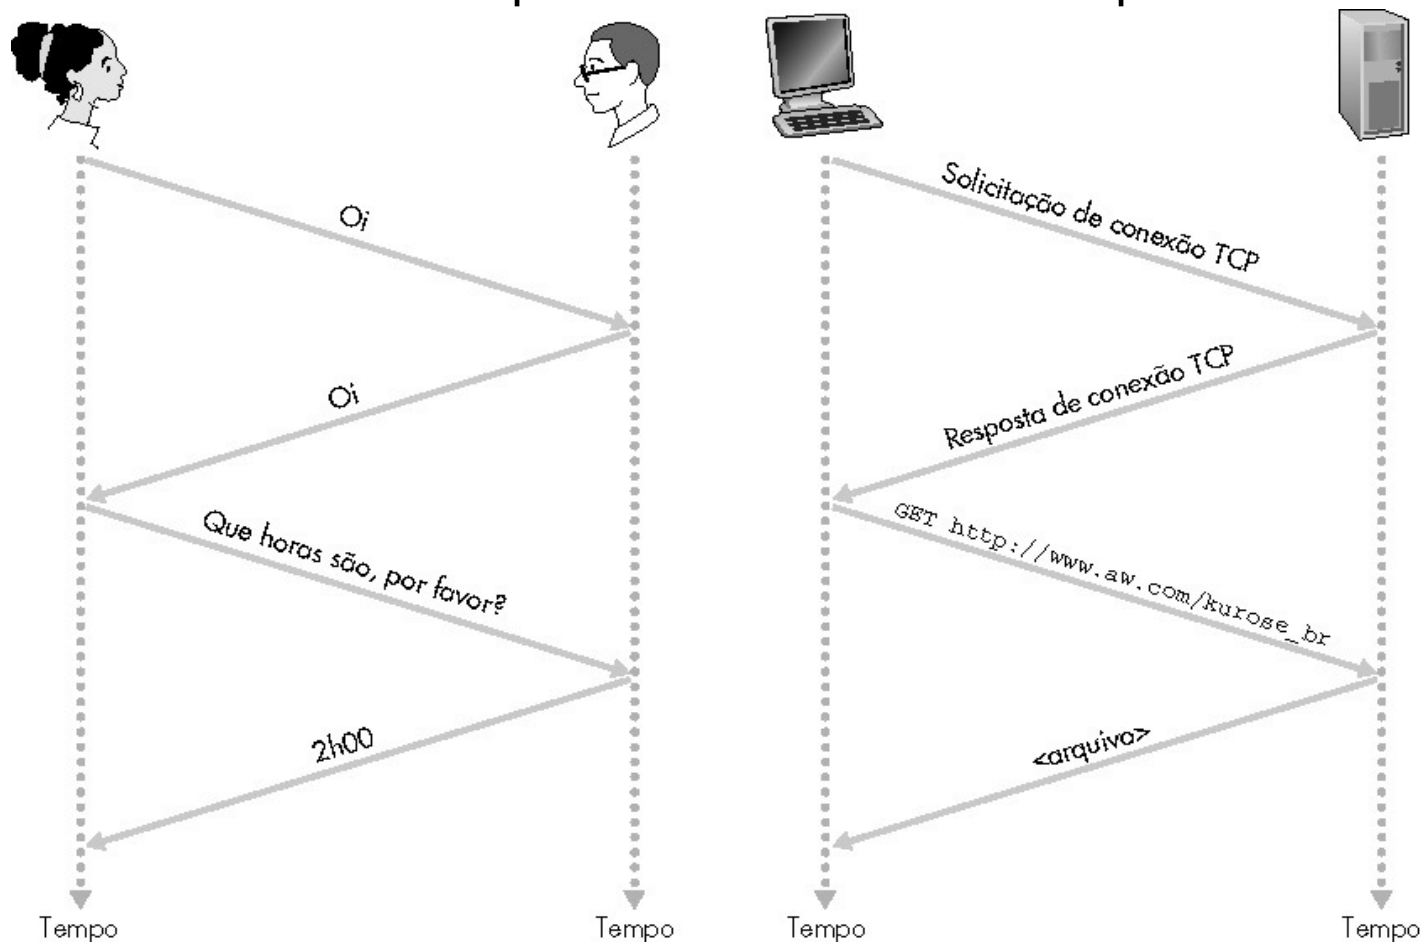 Oi
Oi
Que horas são, por favor?
2h00
Tempo
Tempo
Solicitação de conexão TCP
Resposta de conexão TCP
GET http://www.aw.com/kurose_br
<arquivo>
Tempo
Tempo